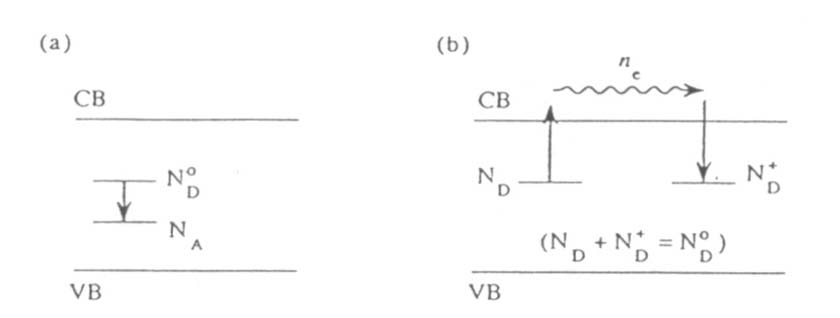 (a)
CB
N°D
NA
VB
(b)
ne
CB
ND
N+D
(ND + N+D = N°D)
VB